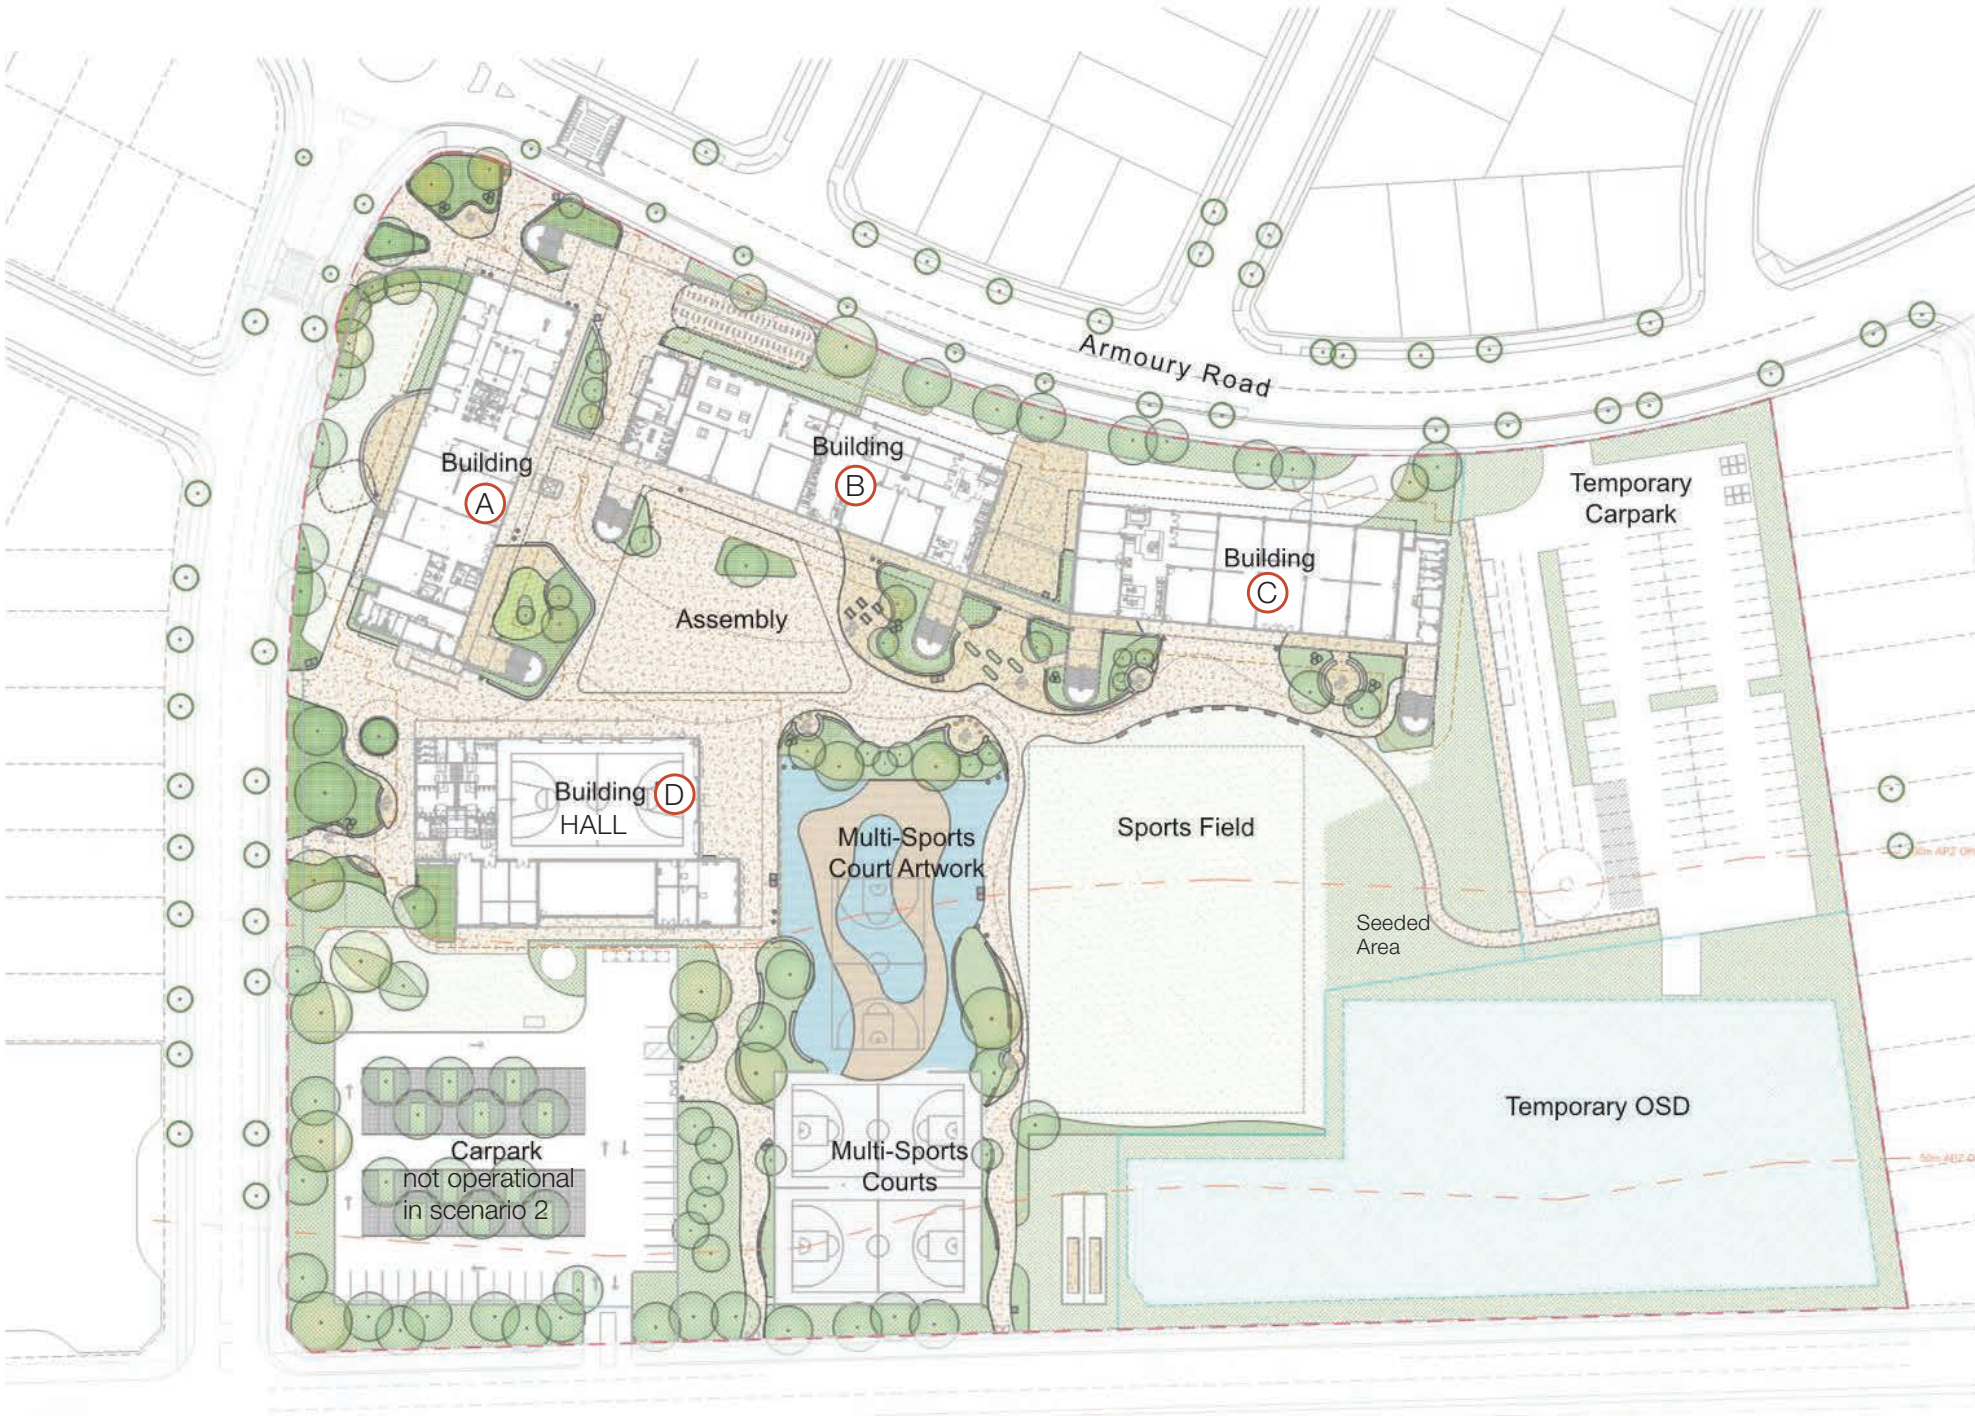 Armoury Road
Building
A
Building
B
Building
C
Temporary
Carpark
Assembly
Building D
HALL
Multi-Sports
Court Artwork
Sports Field
Seeded
Area
Carpark
not operational
in scenario 2
Multi-Sports
Courts
Temporary OSD